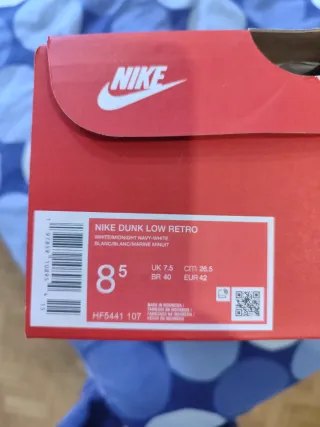 NIKE
NIKE DUNK LOW RETRO
WHITE/MIDNIGHT NAVY-WHITE
BLANC/BLANC/MARINE MINUIT
8 5
UK 7.5 CM 26.5
BR 40 EUR 42
MADE IN INDONESIA
HF5441 107